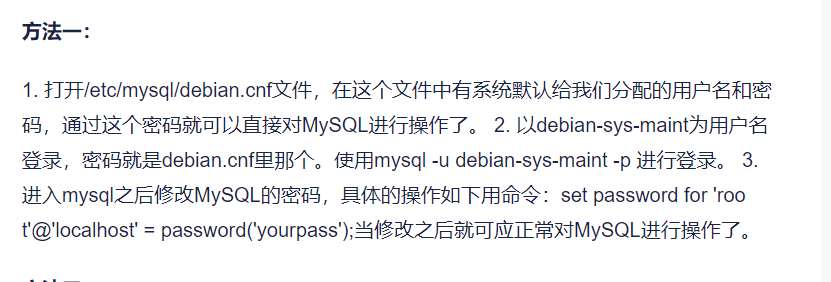 方法一：
1. 打开/etc/mysql/debian.cnf文件，在这个文件中有系统默认给我们分配的用户名和密
码，通过这个密码就可以直接对MySQL进行操作了。 2. 以debian-sys-maint为用户名
登录，密码就是debian.cnf里那个。使用mysql -u debian-sys-maint -p 进行登录。 3.
进入mysql之后修改MySQL的密码，具体的操作如下用命令：set password for 'roo
t'@'localhost' = password('yourpass');当修改之后就可应正常对MySQL进行操作了。